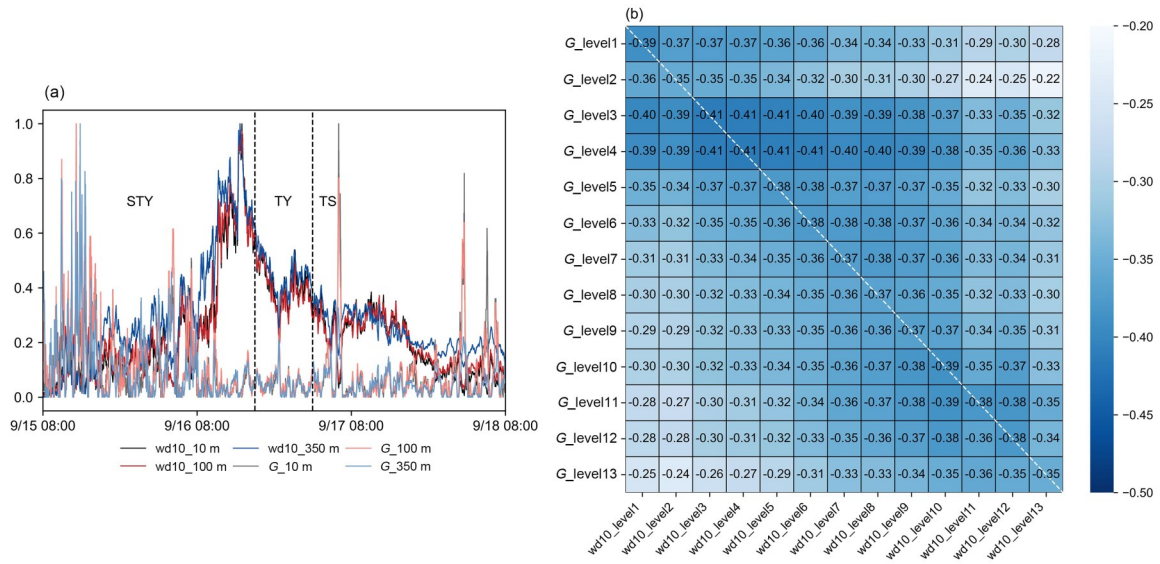 (a)
1.0
0.8
0.6
0.4
0.2
0.0
STY
TY
TS
9/15 08:00 9/16 08:00 9/17 08:00 9/18 08:00
wd10_10 m wd10_350 m G_100 m
wd10_100 m G_10 m G_350 m
(b)
G_level1 -0.39 -0.37 -0.37 -0.37 -0.36 -0.36 -0.34 -0.34 -0.33 -0.31 -0.29 -0.30 -0.28
G_level2 -0.36 -0.35 -0.35 -0.35 -0.34 -0.32 -0.30 -0.31 -0.30 -0.27 -0.24 -0.25 -0.22
G_level3 -0.40 -0.39 -0.41 -0.41 -0.41 -0.40 -0.39 -0.39 -0.38 -0.37 -0.33 -0.35 -0.32
G_level4 -0.39 -0.39 -0.41 -0.41 -0.41 -0.41 -0.40 -0.40 -0.39 -0.38 -0.35 -0.36 -0.33
G_level5 -0.35 -0.34 -0.37 -0.37 -0.38 -0.38 -0.37 -0.37 -0.36 -0.35 -0.32 -0.33 -0.30
G_level6 -0.33 -0.32 -0.35 -0.35 -0.36 -0.38 -0.38 -0.38 -0.37 -0.36 -0.34 -0.34 -0.32
G_level7 -0.31 -0.31 -0.33 -0.34 -0.35 -0.36 -0.37 -0.37 -0.37 -0.36 -0.33 -0.34 -0.31
G_level8 -0.30 -0.30 -0.32 -0.33 -0.34 -0.35 -0.36 -0.37 -0.36 -0.35 -0.32 -0.33 -0.30
G_level9 -0.29 -0.29 -0.32 -0.33 -0.33 -0.35 -0.36 -0.36 -0.37 -0.37 -0.34 -0.35 -0.31
G_level10 -0.30 -0.30 -0.32 -0.33 -0.34 -0.35 -0.36 -0.37 -0.38 -0.39 -0.35 -0.37 -0.33
G_level11 -0.28 -0.27 -0.30 -0.31 -0.32 -0.34 -0.36 -0.37 -0.38 -0.39 -0.38 -0.38 -0.35
G_level12 -0.28 -0.28 -0.30 -0.31 -0.32 -0.34 -0.35 -0.36 -0.37 -0.38 -0.36 -0.38 -0.34
G_level13 -0.25 -0.24 -0.26 -0.27 -0.29 -0.31 -0.33 -0.33 -0.34 -0.36 -0.36 -0.35 -0.35
wd10_level1 wd10_level2 wd10_level3 wd10_level4 wd10_level5 wd10_level6 wd10_level7 wd10_level8 wd10_level9 wd10_level10 wd10_level11 wd10_level12 wd10_level13
-0.20
-0.25
-0.30
-0.35
-0.40
-0.45
-0.50